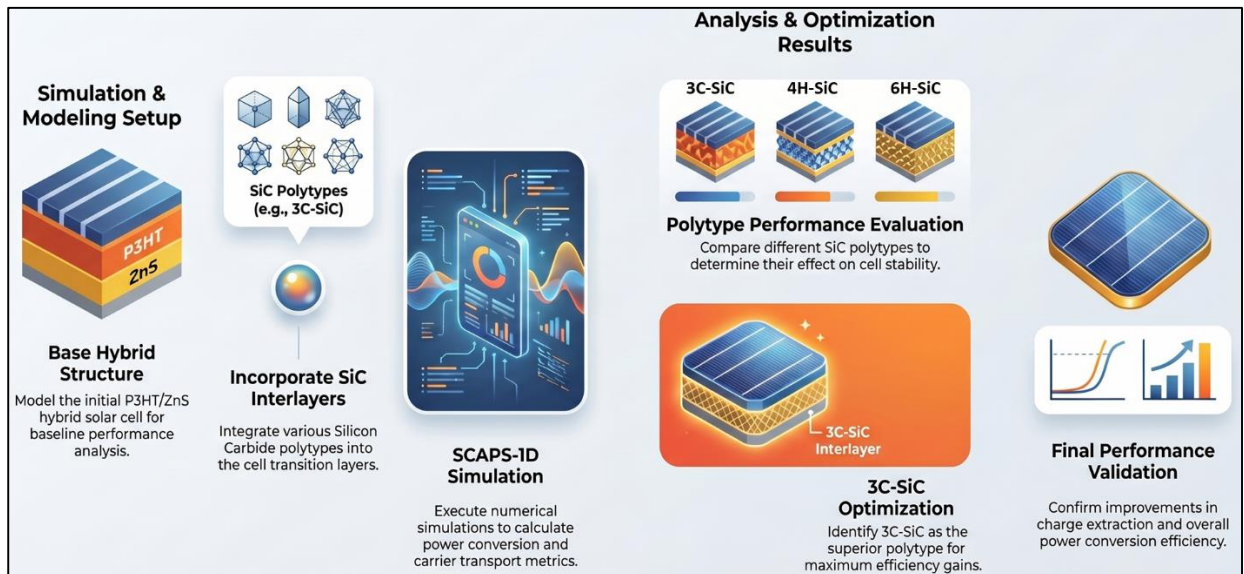 Simulation &
Modeling Setup
P3HT
ZnS
Base Hybrid
Structure
Model the initial P3HT/ZnS
hybrid solar cell for
baseline performance
analysis.
SiC Polytypes
(e.g., 3C-SiC)
Incorporate SiC
Interlayers
Integrate various Silicon
Carbide polytypes into
the cell transition layers.
SCAPS-1D
Simulation
Execute numerical
simulations to calculate
power conversion and
carrier transport metrics.
Analysis & Optimization
Results
3C-SiC
4H-SiC
6H-SiC
Polytype Performance Evaluation
Compare different SiC polytypes to
determine their effect on cell stability.
3C-SiC
Interlayer
3C-SiC
Optimization
Identify 3C-SiC as the
superior polytype for
maximum efficiency gains.
Final Performance
Validation
Confirm improvements in
charge extraction and overall
power conversion efficiency.